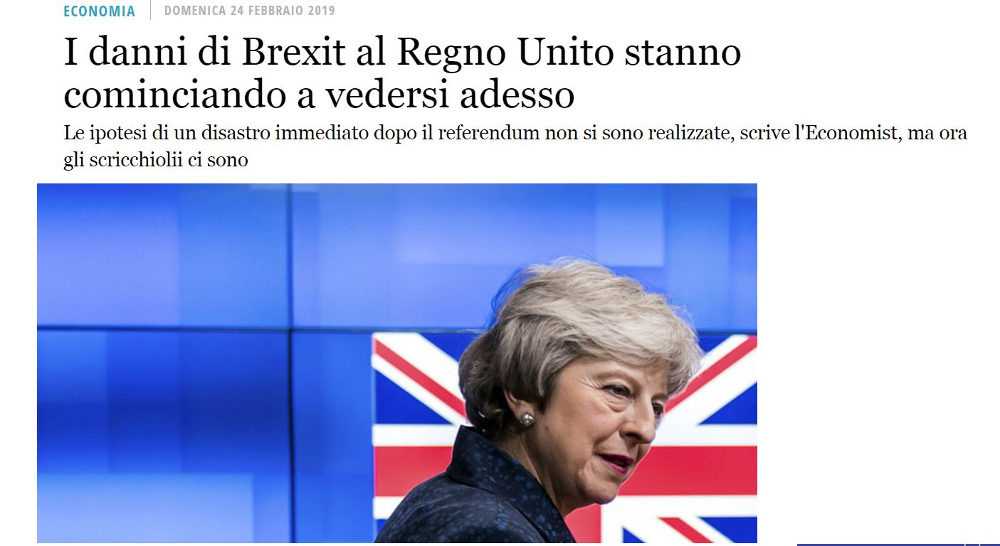 ECONOMIA | DOMENICA 24 FEBBRAIO 2019
I danni di Brexit al Regno Unito stanno
cominciando a vedersi adesso
Le ipotesi di un disastro immediato dopo il referendum non si sono realizzate, scrive l'Economist, ma ora
gli scricchiolii ci sono